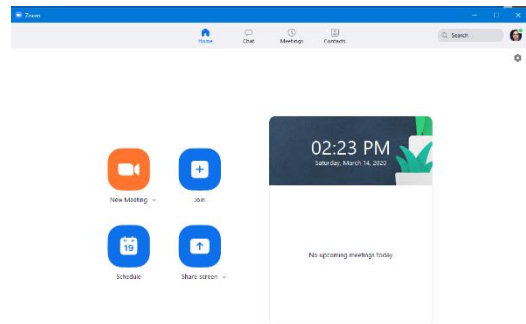 Zoom
Home Chat Meetings Contacts Search
02:23 PM
Saturday, March 14, 2020
New Meeting Join
19
Schedule Share screen
No upcoming meetings today